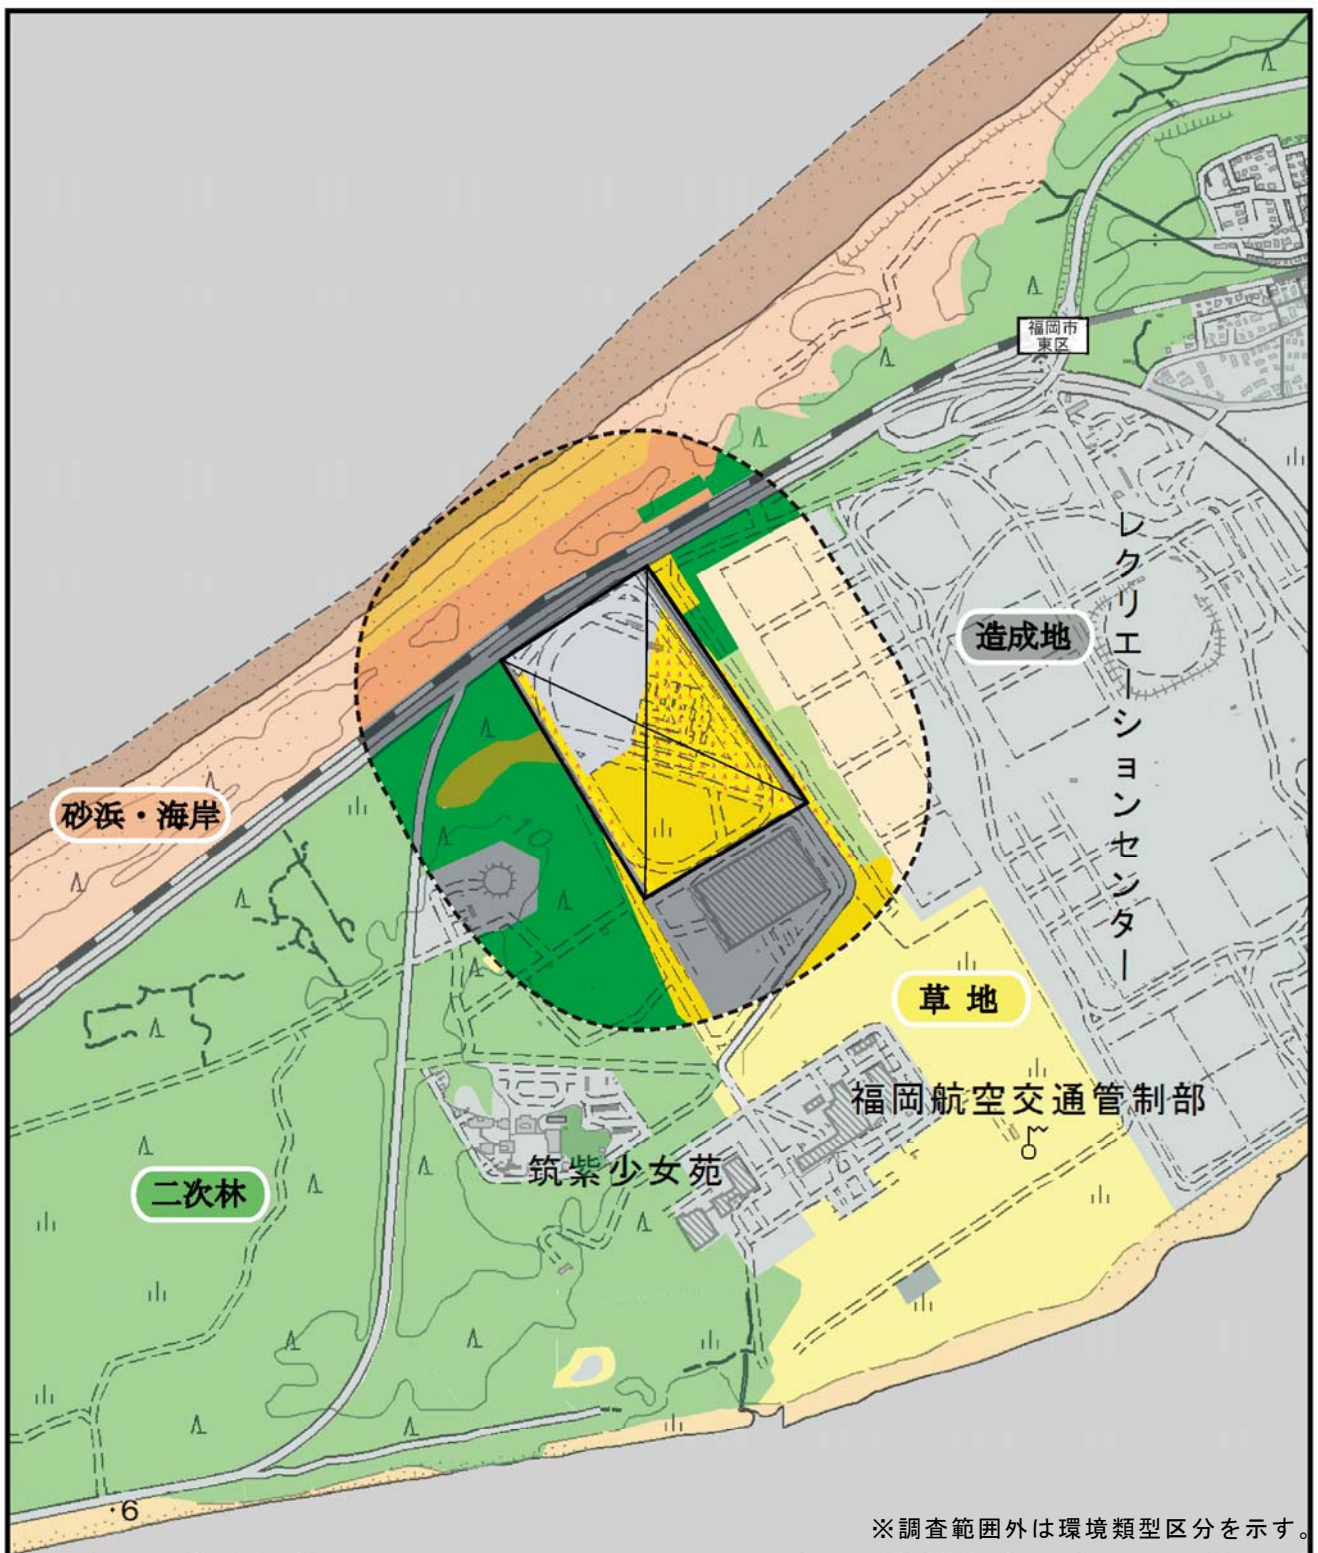 福岡市
東区
レクリエーションセンター
造成地
砂浜・海岸
10
草 地
福岡航空交通管制部
筑紫少女苑
二次林
・6
※調査範囲外は環境類型区分を示す。